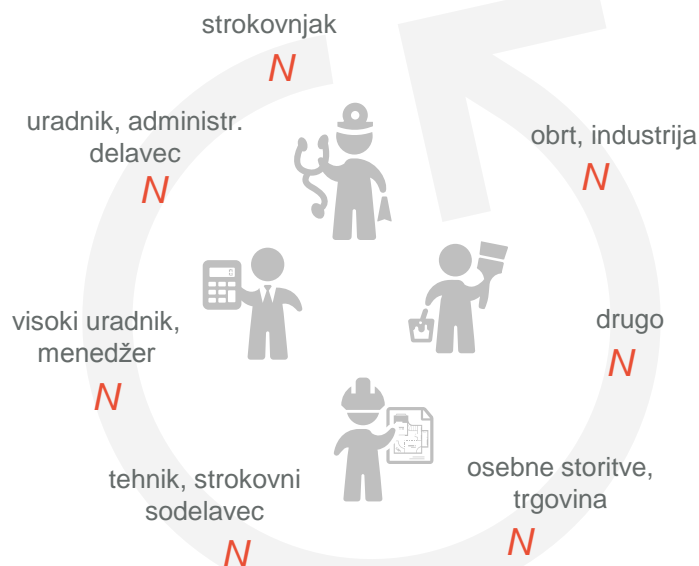 strokovnjak
N
uradnik, administr.
delavec
N
obrt, industrija
N
visoki uradnik,
menedžer
N
drugo
N
tehnik, strokovni
sodelavec
N
osebne storitve,
trgovina
N